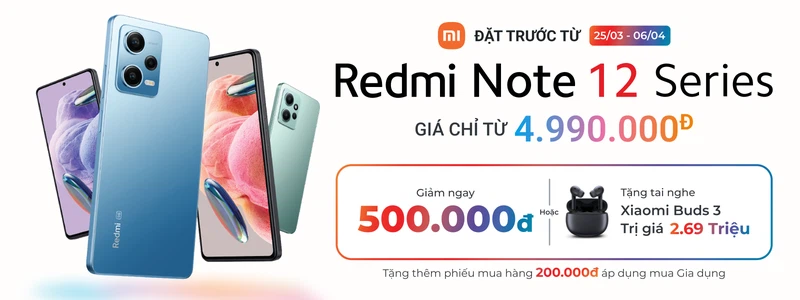 mi ĐẶT TRƯỚC TỪ 25/03 - 06/04
Redmi Note 12 Series
GIÁ CHỈ TỪ 4.990.000Đ
Giảm ngay
500.000đ
Hoặc
Tặng tai nghe
Xiaomi Buds 3
Trị giá 2.69 Triệu
Tặng thêm phiếu mua hàng 200.000đ áp dụng mua Gia dụng
Redmi